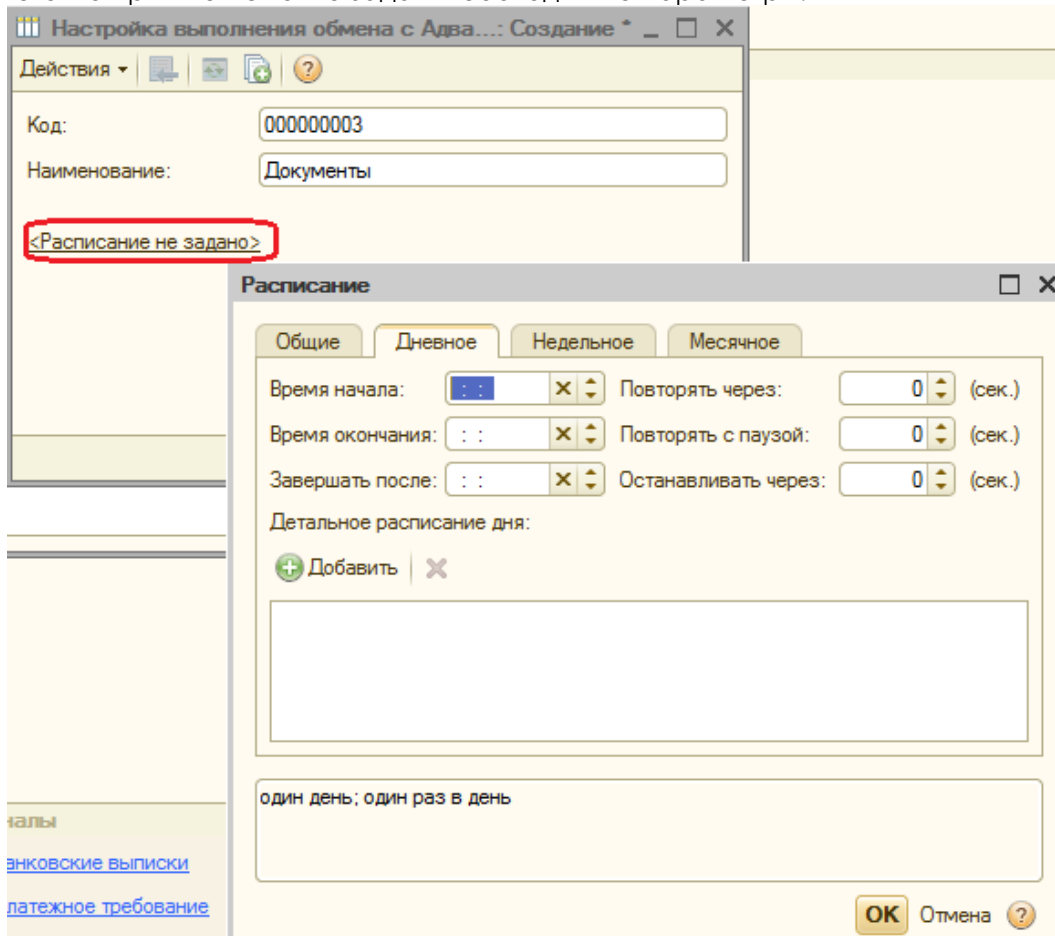 Настройка выполнения обмена с Адва...: Создание *
Действия
Код: 000000003
Наименование: Документы
<Расписание не задано>
Расписание
Общие Дневное Недельное Месячное
Время начала: : : Повторять через: 0 (сек.)
Время окончания: : : Повторять с паузой: 0 (сек.)
Завершать после: : : Останавливать через: 0 (сек.)
Детальное расписание дня:
Добавить
один день; один раз в день
налы
анковские выписки
латежное требование
OK Отмена